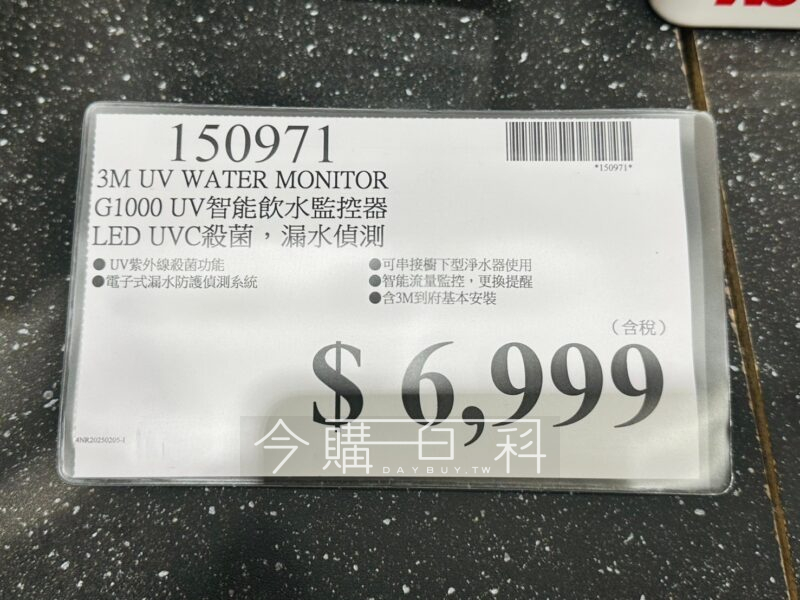 150971
*150971*
3M UV WATER MONITOR
G1000 UV智能飲水監控器
LED UVC殺菌，漏水偵測
● UV紫外線殺菌功能
●電子式漏水防護偵測系統
●可串接櫥下型淨水器使用
●智能流量監控，更換提醒
●含3M到府基本安裝
（含稅）
$ 6,999
4NR20250205-1
今購百科
DAYBUY.TW